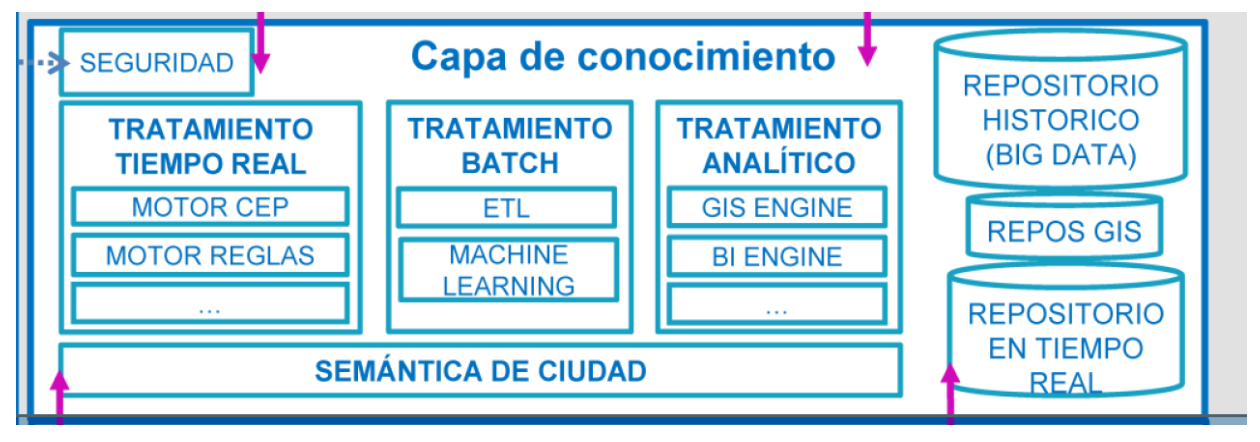 SEGURIDAD
Capa de conocimiento
TRATAMIENTO
TIEMPO REAL
MOTOR CEP
MOTOR REGLAS
...
TRATAMIENTO
BATCH
ETL
MACHINE
LEARNING
TRATAMIENTO
ANALÍTICO
GIS ENGINE
BI ENGINE
...
SEMÁNTICA DE CIUDAD
REPOSITORIO
HISTORICO
(BIG DATA)
REPOS GIS
REPOSITORIO
EN TIEMPO
REAL